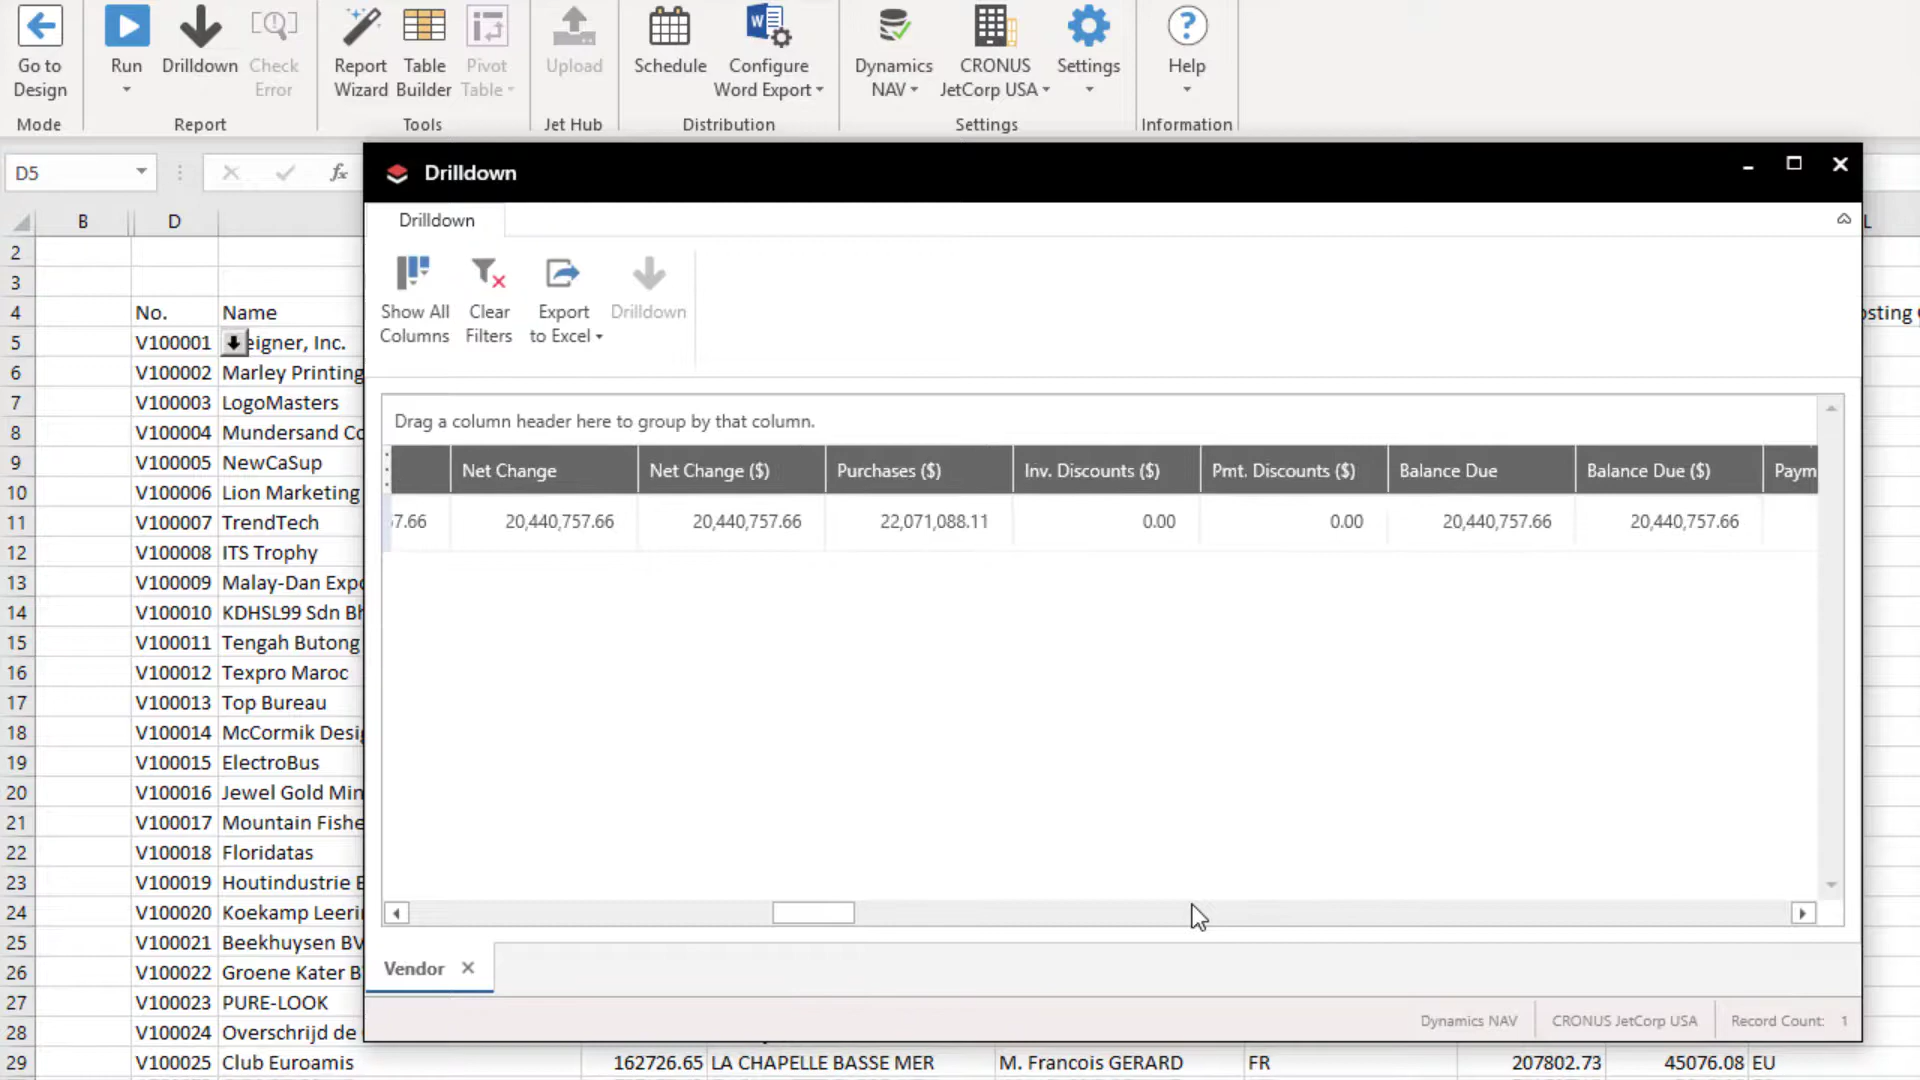 Go to Design
Run
Drilldown
Check Error
Report Wizard
Table Builder
Pivot Table
Upload
Schedule
Configure Word Export
Dynamics NAV
CRONUS JetCorp USA
Settings
Help
Mode
Report
Tools
Jet Hub
Distribution
Settings
Information
D5
fx
Drilldown
Drilldown
B D L
Show All Columns
Clear Filters
Export to Excel
Drilldown
Drag a column header here to group by that column.
Net Change Net Change ($) Purchases ($) Inv. Discounts ($) Pmt. Discounts ($) Balance Due Balance Due ($) Paym
7.66 20,440,757.66 20,440,757.66 22,071,088.11 0.00 0.00 20,440,757.66 20,440,757.66
Vendor
Dynamics NAV CRONUS JetCorp USA Record Count: 1
2
3
4 No. Name osting
5 V100001 eigner, Inc.
6 V100002 Marley Printing
7 V100003 LogoMasters
8 V100004 Mundersand Co
9 V100005 NewCaSup
10 V100006 Lion Marketing
11 V100007 TrendTech
12 V100008 ITS Trophy
13 V100009 Malay-Dan Expo
14 V100010 KDHSL99 Sdn Bh
15 V100011 Tengah Butong
16 V100012 Texpro Maroc
17 V100013 Top Bureau
18 V100014 McCormik Desig
19 V100015 ElectroBus
20 V100016 Jewel Gold Min
21 V100017 Mountain Fishe
22 V100018 Floridatas
23 V100019 Houtindustrie E
24 V100020 Koekamp Leeri
25 V100021 Beekhuysen BV
26 V100022 Groene Kater B
27 V100023 PURE-LOOK
28 V100024 Overschrijd de
29 V100025 Club Euroamis 162726.65 LA CHAPELLE BASSE MER M. Francois GERARD FR 207802.73 45076.08 EU